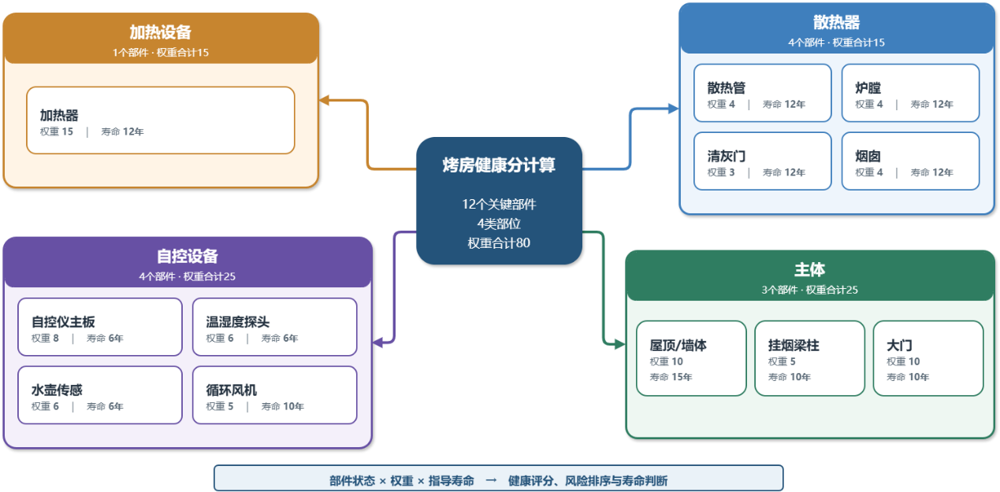 加热设备
1个部件 · 权重合计15
加热器
权重 15 | 寿命 12年
散热器
4个部件 · 权重合计15
散热管
权重 4 | 寿命 12年
炉膛
权重 4 | 寿命 12年
清灰门
权重 3 | 寿命 12年
烟囱
权重 4 | 寿命 12年
烤房健康分计算
12个关键部件
4类部位
权重合计80
自控设备
4个部件 · 权重合计25
自控仪主板
权重 8 | 寿命 6年
温湿度探头
权重 6 | 寿命 6年
水壶传感
权重 6 | 寿命 6年
循环风机
权重 5 | 寿命 10年
主体
3个部件 · 权重合计25
屋顶/墙体
权重 10
寿命 15年
挂烟梁柱
权重 5
寿命 10年
大门
权重 10
寿命 10年
部件状态 × 权重 × 指导寿命 → 健康评分、风险排序与寿命判断